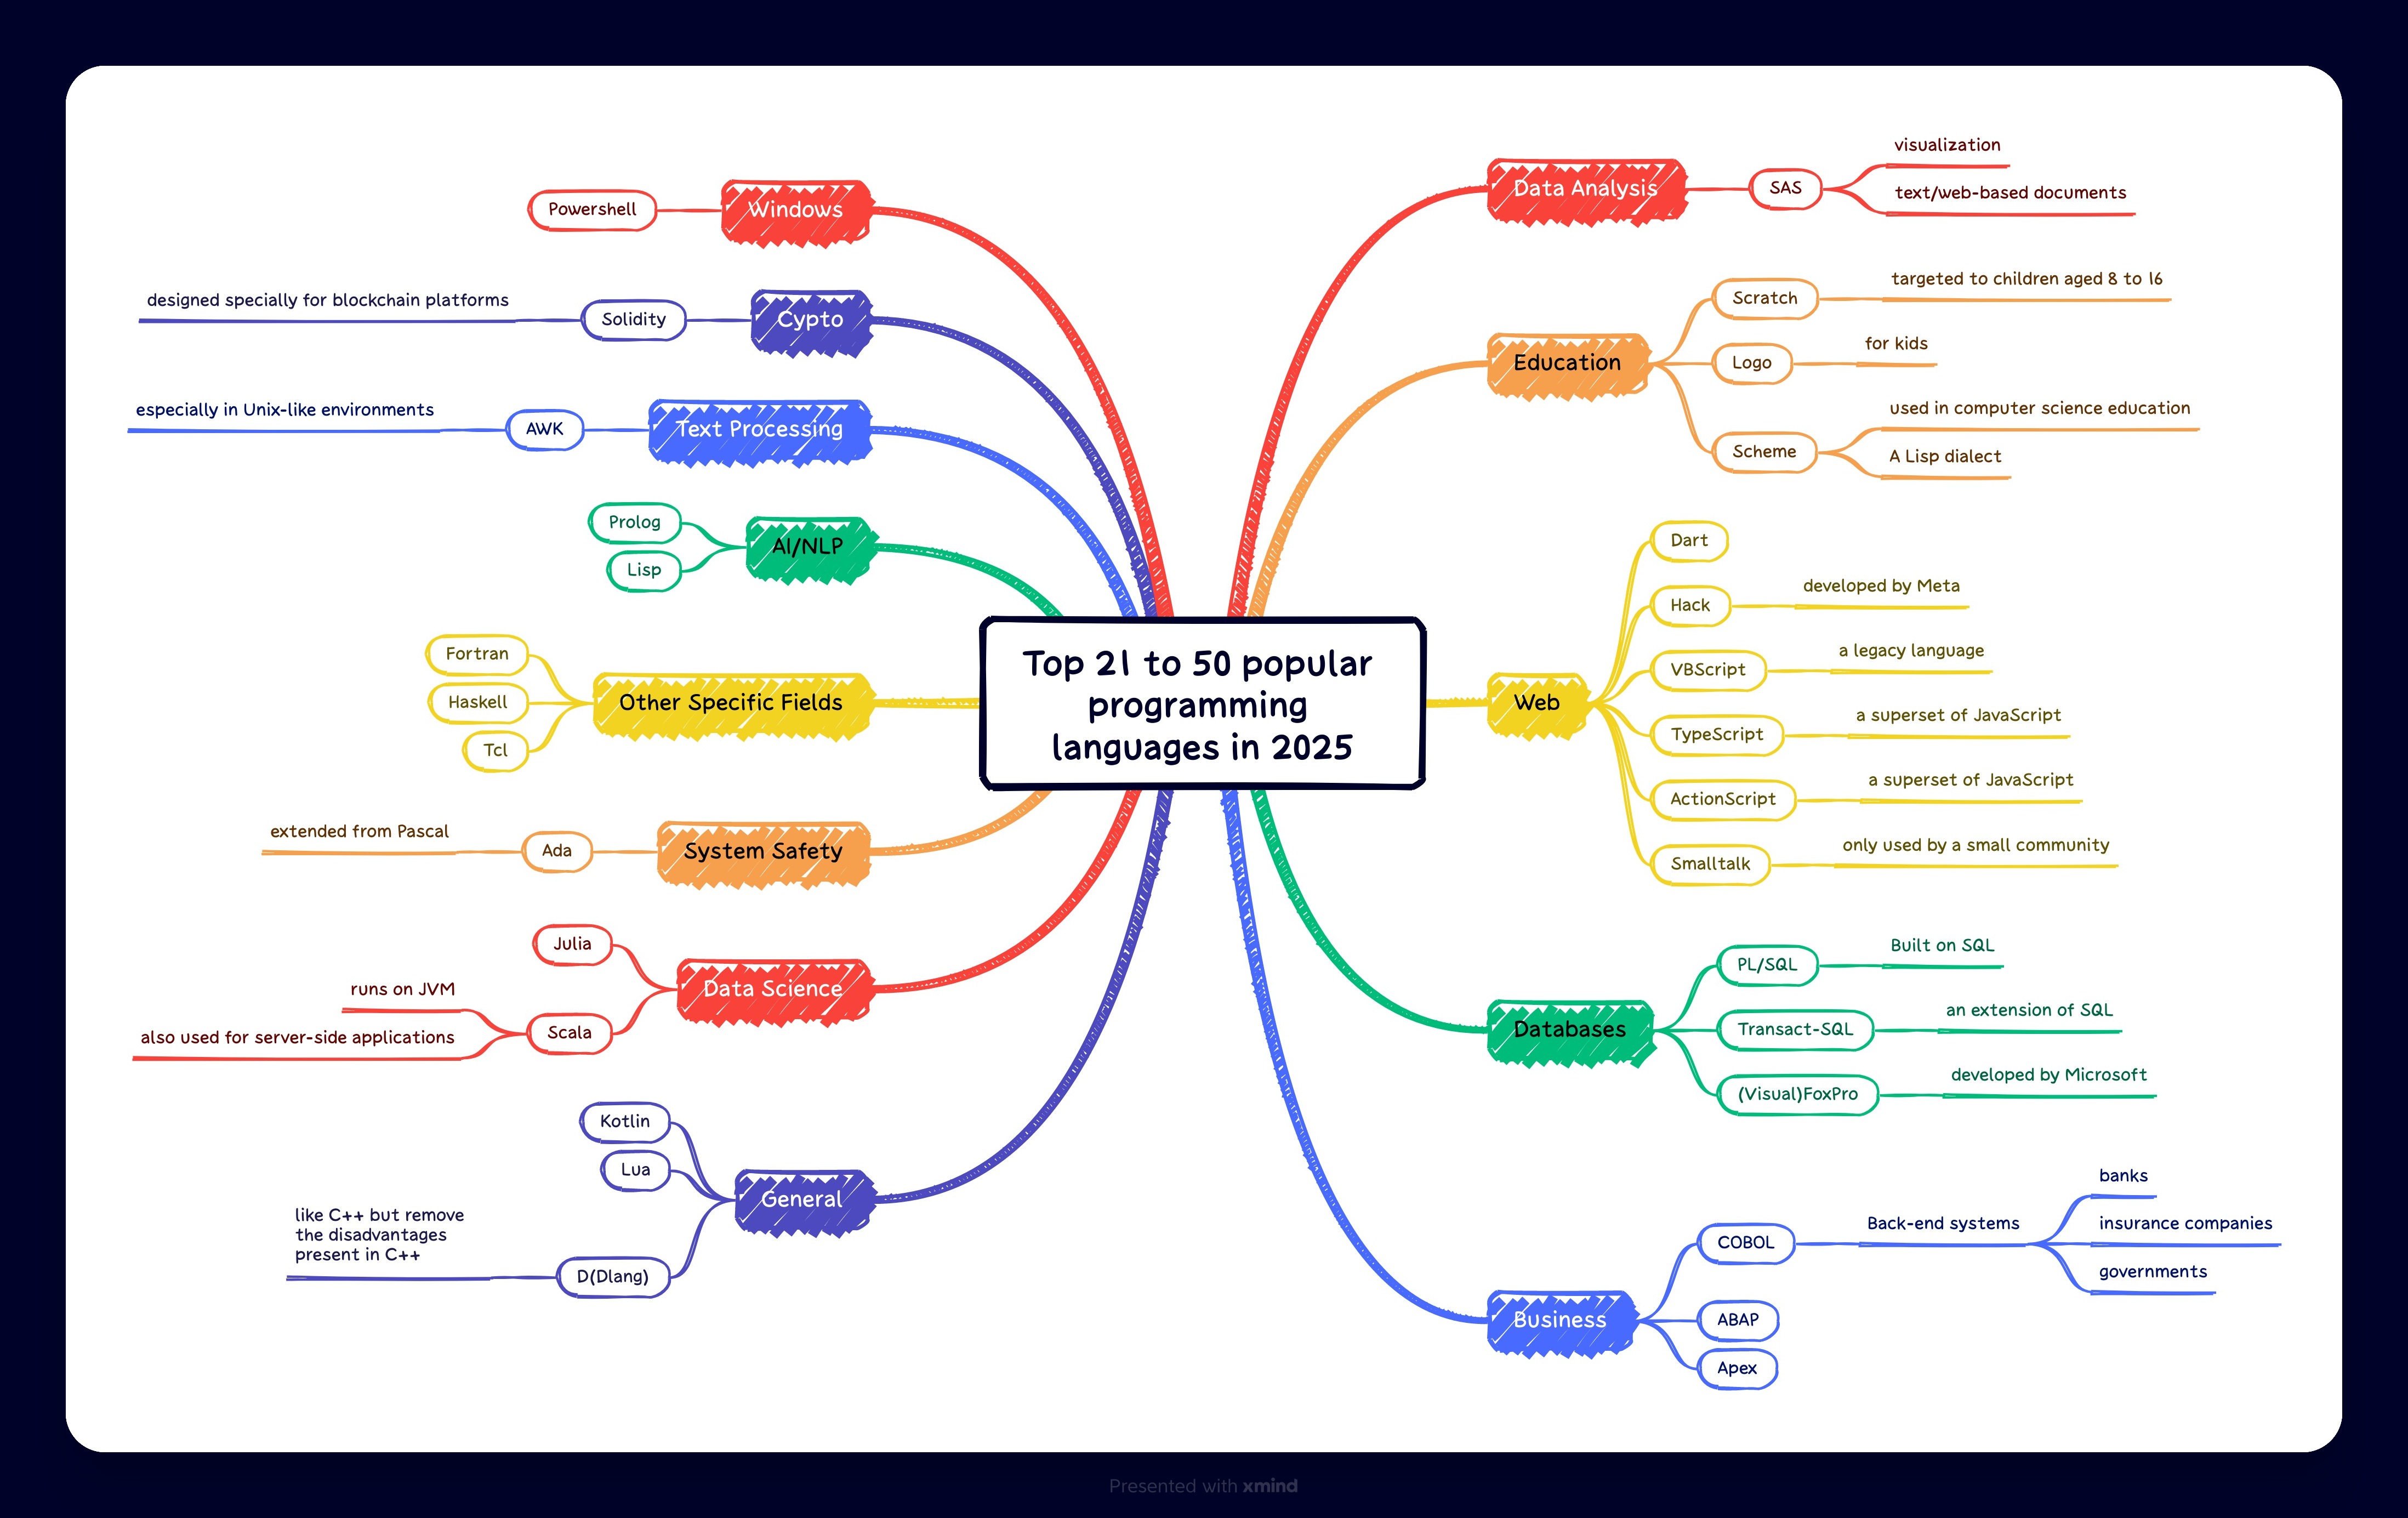 Top 21 to 50 popular
programming
languages in 2025
Data Analysis
SAS
visualization
text/web-based documents
Education
Scratch
targeted to children aged 8 to 16
Logo
for kids
Scheme
used in computer science education
A Lisp dialect
Web
Dart
Hack
developed by Meta
VBScript
a legacy language
TypeScript
a superset of JavaScript
ActionScript
a superset of JavaScript
Smalltalk
only used by a small community
Databases
PL/SQL
Built on SQL
Transact-SQL
an extension of SQL
(Visual)FoxPro
developed by Microsoft
Business
COBOL
Back-end systems
banks
insurance companies
governments
ABAP
Apex
Windows
Powershell
Cypto
Solidity
designed specially for blockchain platforms
Text Processing
AWK
especially in Unix-like environments
AI/NLP
Prolog
Lisp
Other Specific Fields
Fortran
Haskell
Tcl
System Safety
Ada
extended from Pascal
Data Science
Julia
Scala
runs on JVM
also used for server-side applications
General
Kotlin
Lua
D(Dlang)
like C++ but remove
the disadvantages
present in C++
Presented with xmind